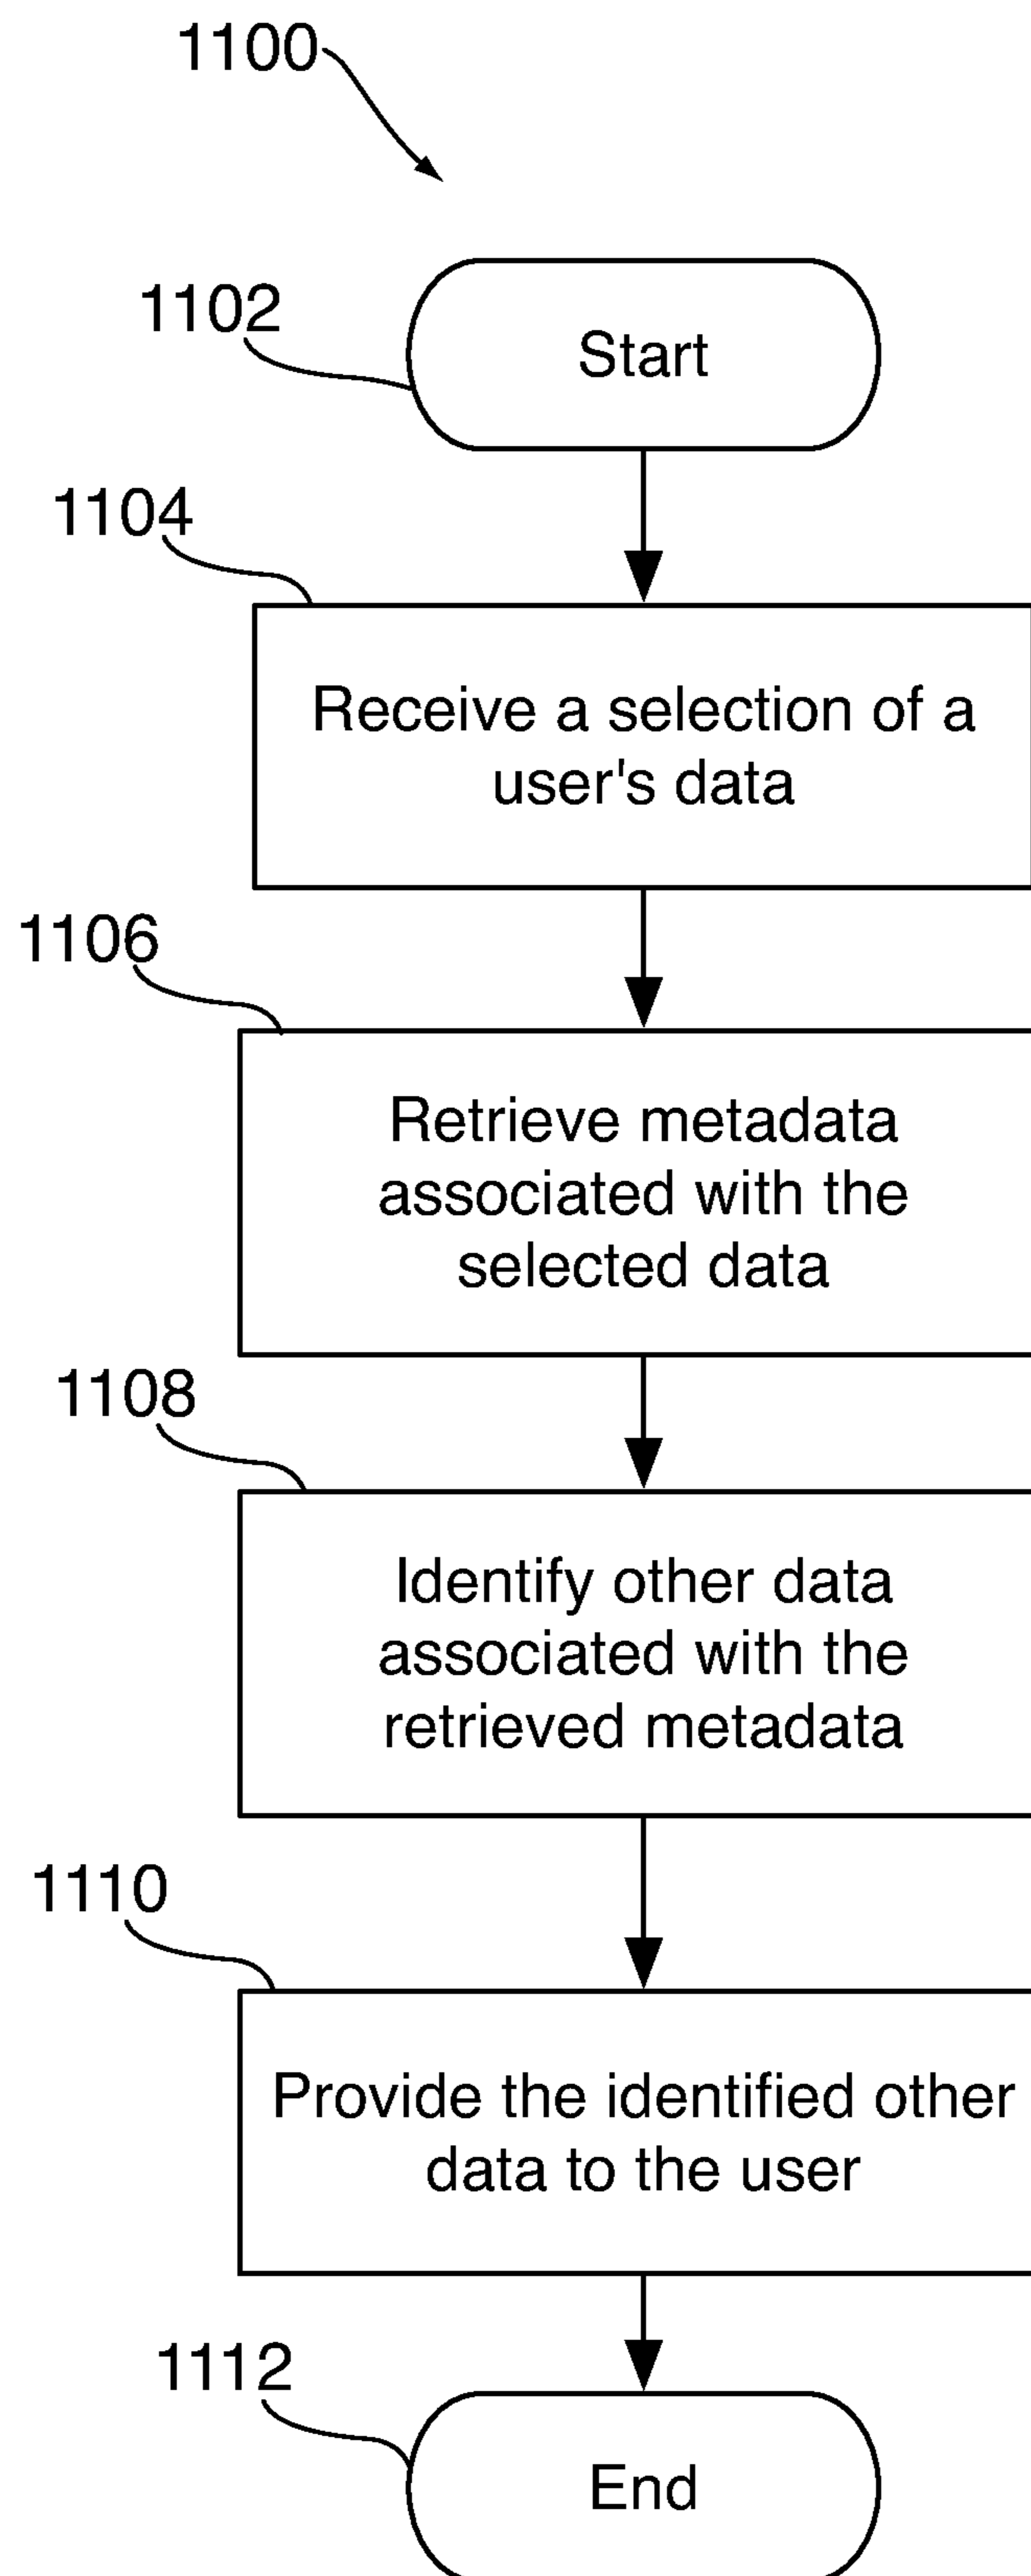 1100
1102
Start
1104
Receive a selection of a
user's data
1106
Retrieve metadata
associated with the
selected data
1108
Identify other data
associated with the
retrieved metadata
1110
Provide the identified other
data to the user
1112
End